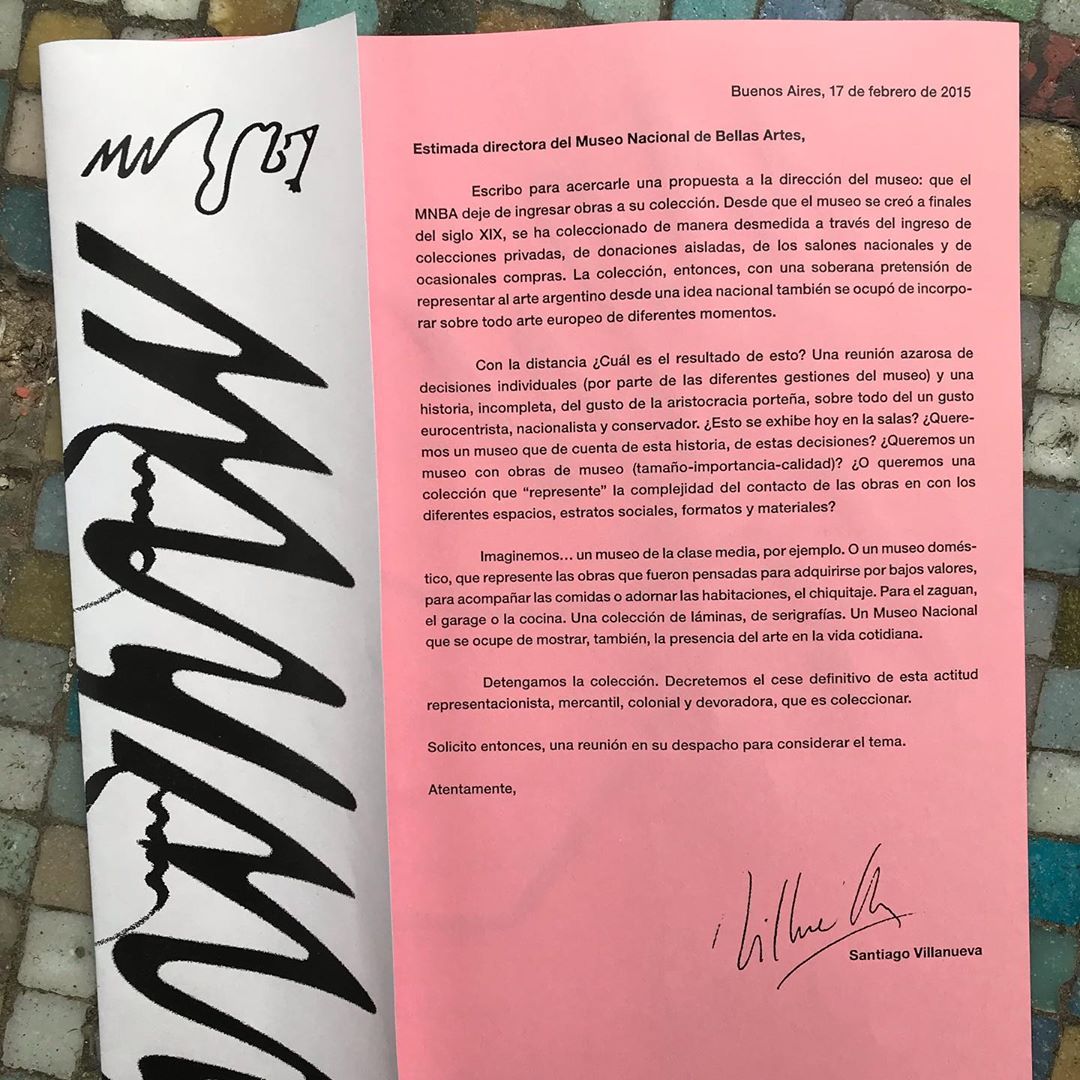 MNBA
Buenos Aires, 17 de febrero de 2015
Estimada directora del Museo Nacional de Bellas Artes,
Escribo para acercarle una propuesta a la dirección del museo: que el
MNBA deje de ingresar obras a su colección. Desde que el museo se creó a finales
del siglo XIX, se ha coleccionado de manera desmedida a través del ingreso de
colecciones privadas, de donaciones aisladas, de los salones nacionales y de
ocasionales compras. La colección, entonces, con una soberana pretensión de
representar al arte argentino desde una idea nacional también se ocupó de incorpo-
rar sobre todo arte europeo de diferentes momentos.
Con la distancia ¿Cuál es el resultado de esto? Una reunión azarosa de
decisiones individuales (por parte de las diferentes gestiones del museo) y una
historia, incompleta, del gusto de la aristocracia porteña, sobre todo del un gusto
eurocentrista, nacionalista y conservador. ¿Esto se exhibe hoy en la salas? ¿Quere-
mos un museo que de cuenta de esta historia, de estas decisiones? ¿Queremos un
museo con obras de museo (tamaño-importancia-calidad)? ¿O queremos una
colección que “represente” la complejidad del contacto de las obras en con los
diferentes espacios, estratos sociales, formatos y materiales?
Imaginemos... un museo de la clase media, por ejemplo. O un museo domés-
tico, que represente las obras que fueron pensadas para adquirirse por bajos valores,
para acompañar las comidas o adornar las habitaciones, el chiquitaje. Para el zaguan,
el garage o la cocina. Una colección de láminas, de serigrafías. Un Museo Nacional
que se ocupe de mostrar, también, la presencia del arte en la vida cotidiana.
Detengamos la colección. Decretemos el cese definitivo de esta actitud
representacionista, mercantil, colonial y devoradora, que es coleccionar.
Solicito entonces, una reunión en su despacho para considerar el tema.
Atentamente,
Santiago Villanueva